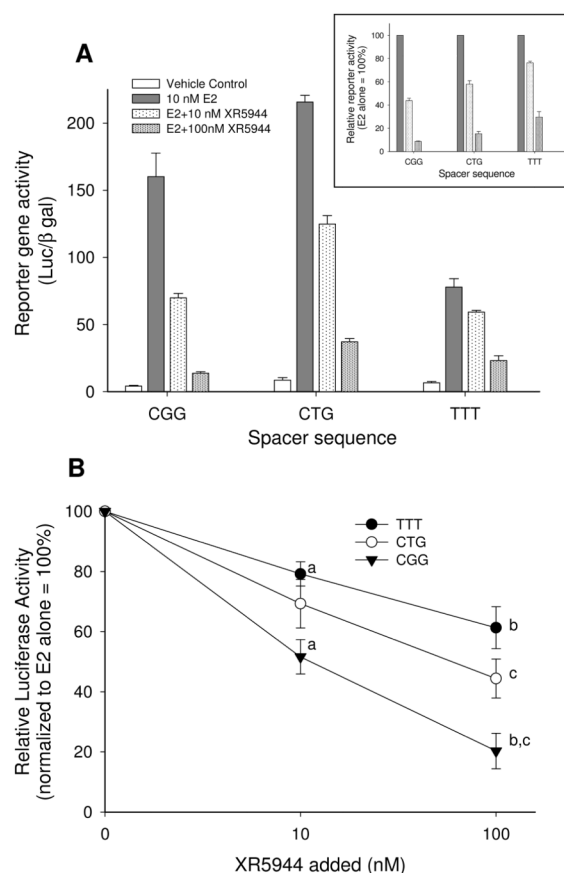 A
Vehicle Control
10 nM E2
E2+10 nM XR5944
E2+100nM XR5944
Reporter gene activity
(Luc/β gal)
200
150
100
50
0
CGG
CTG
TTT
Spacer sequence
Relative reporter activity
(E2 alone = 100%)
100
80
60
40
20
0
CGG
CTG
TTT
Spacer sequence
B
Relative Luciferase Activity
(normalized to E2 alone = 100%)
100
80
60
40
20
0
TTT
CTG
CGG
a
a
b
c
b,c
0
10
100
XR5944 added (nM)